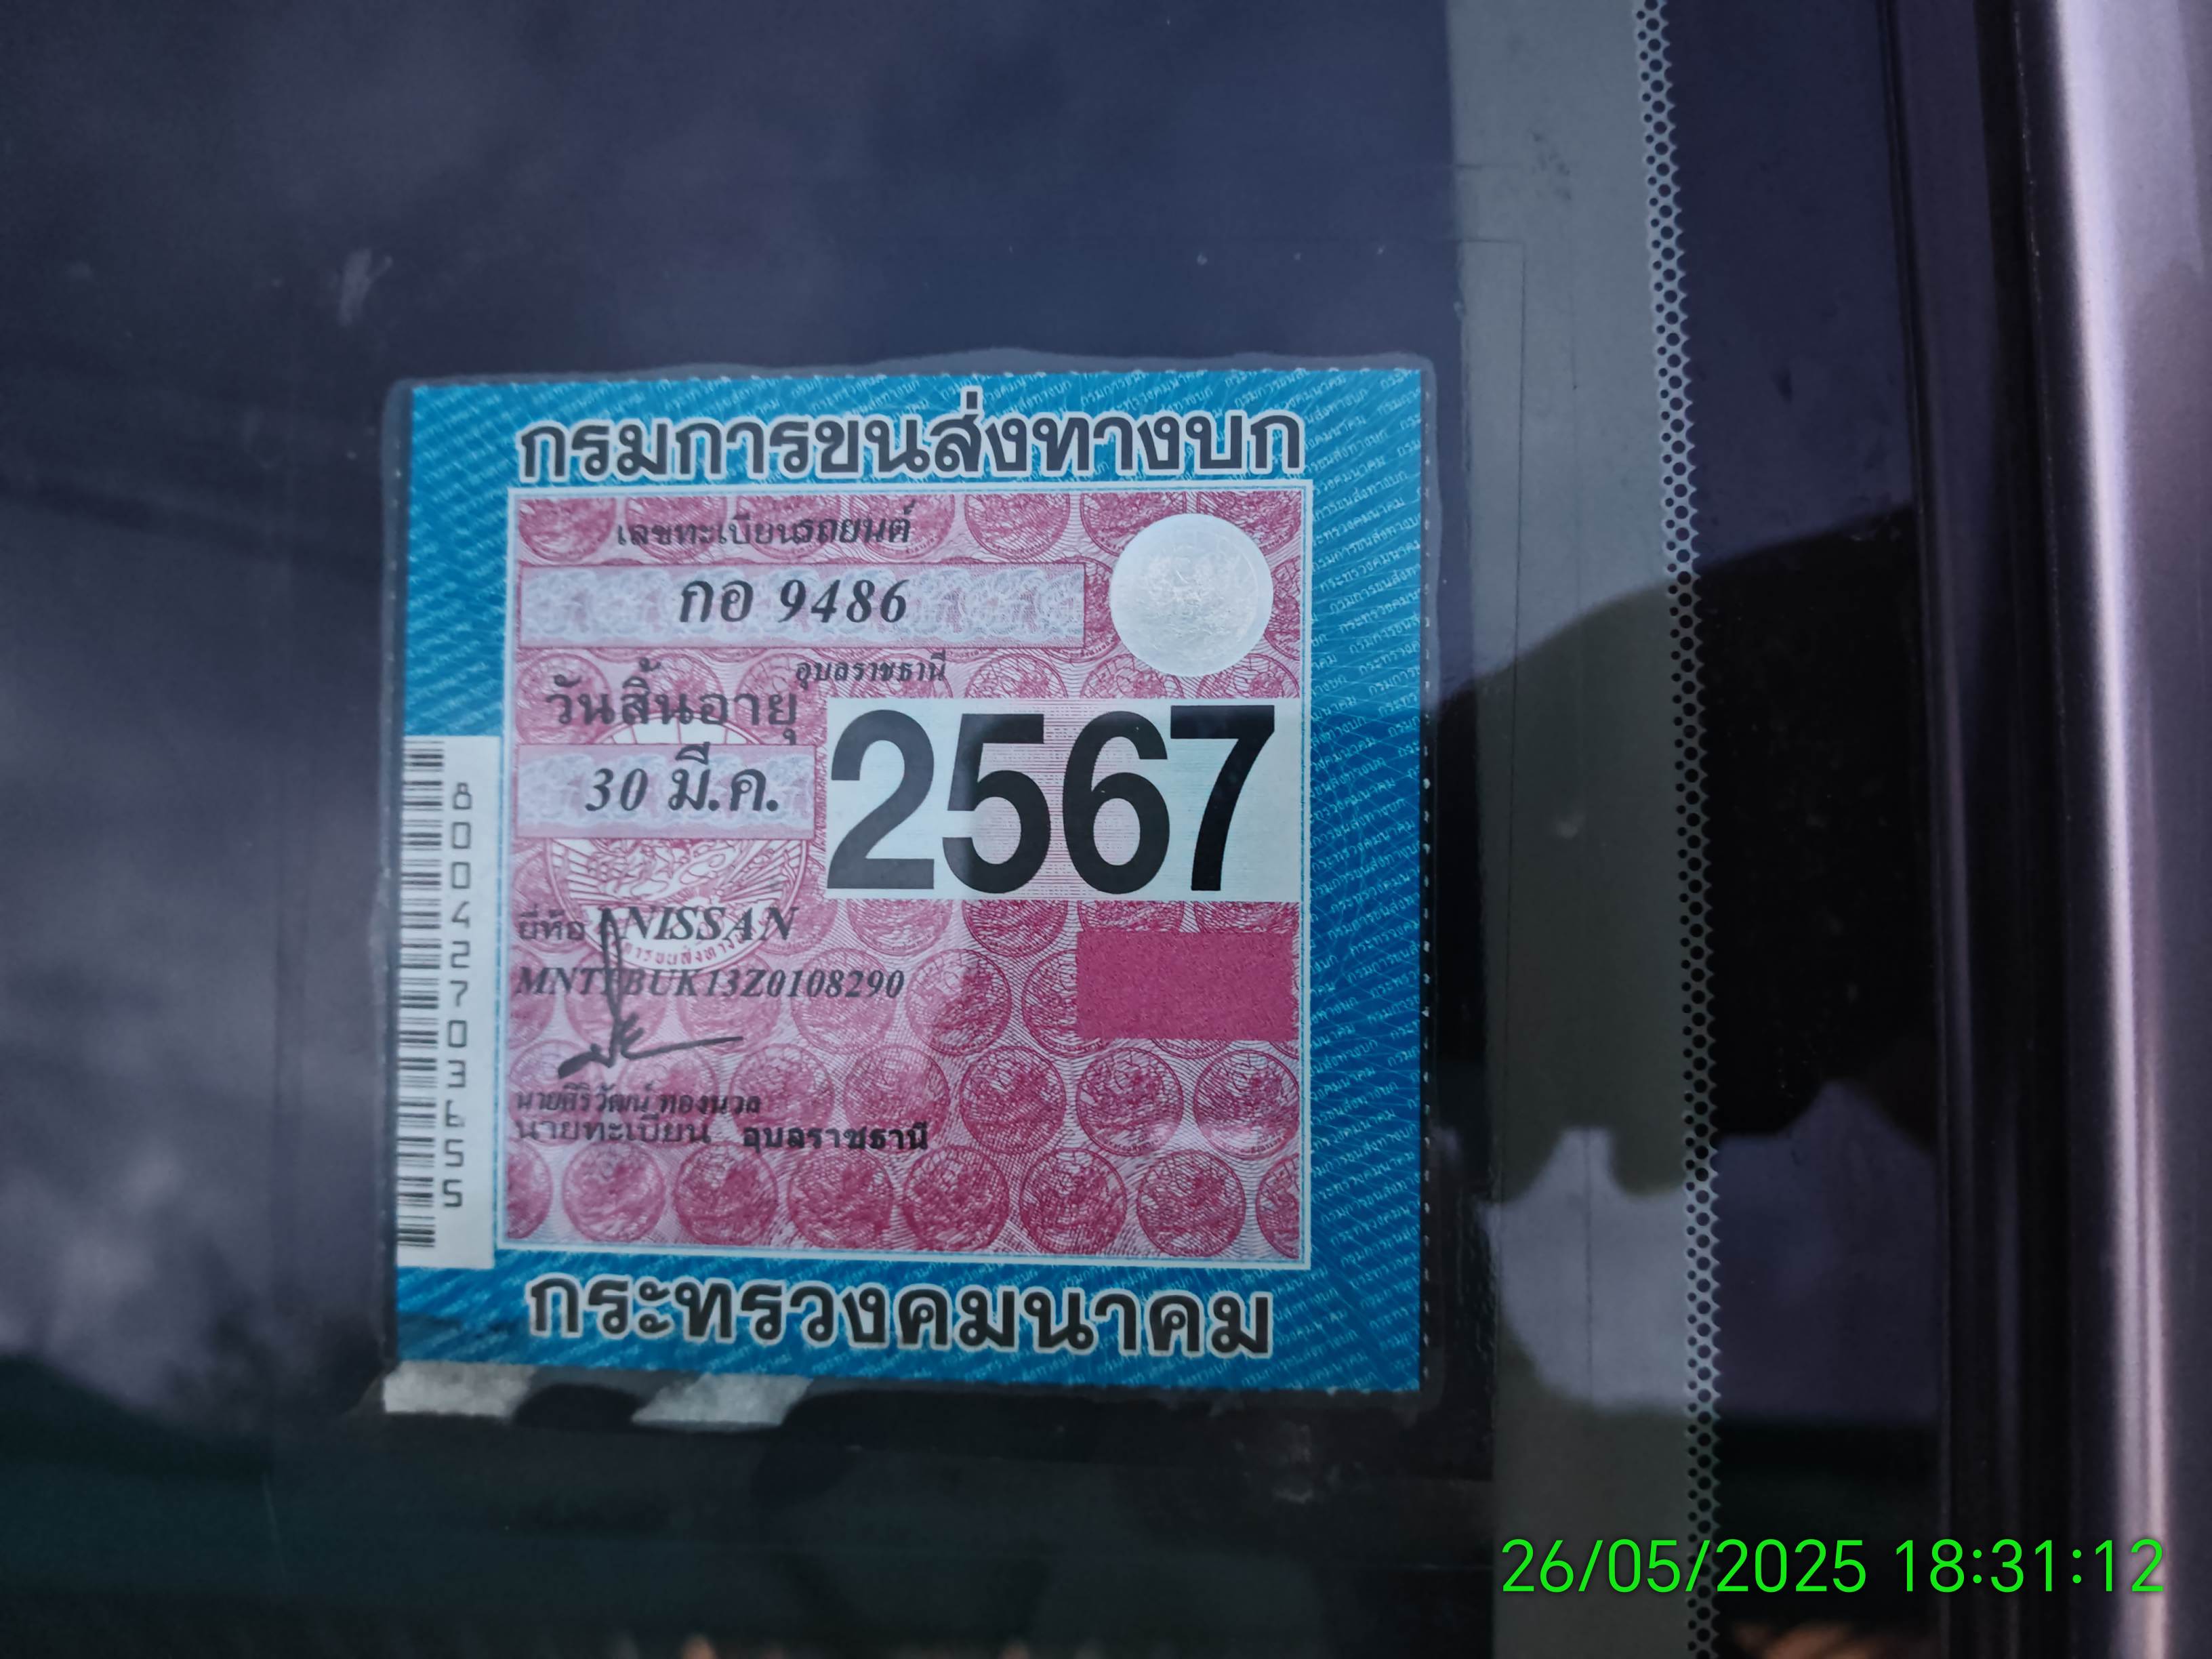 กรมการขนส่งทางบก
เลขทะเบียนรถยนต์
กอ 9486
อุบลราชธานี
วันสิ้นอายุ
30 มี.ค.
2567
ยี่ห้อ NISSAN
นายศิริวัฒน์ ทองนวล
นายทะเบียน อุบลราชธานี
กระทรวงคมนาคม
80042703655
26/05/2025 18:31:12